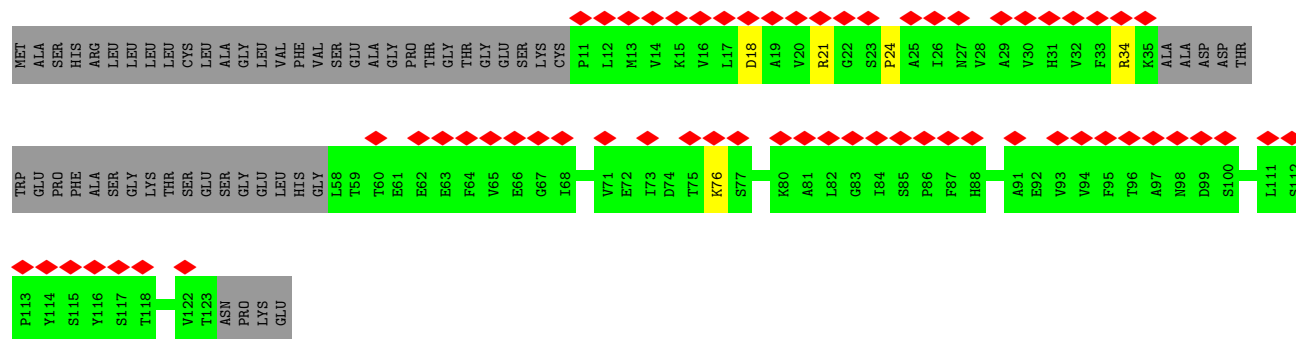 MET ALA SER HIS ARG LEU LEU LEU LEU CYS LEU ALA GLY LEU VAL PHE VAL SER GLU ALA GLY PRO THR GLY THR GLY GLU SER LYS CYS P11 L12 M13 V14 K15 V16 L17 D18 A19 V20 R21 G22 S23 P24 A25 I26 N27 V28 A29 V30 H31 V32 F33 R34 K35 ALA ALA ASP ASP THR
TRP GLU PRO PHE ALA SER GLY LYS THR SER GLU SER GLY GLU LEU HIS GLY L58 T59 T60 E61 E62 E63 F64 V65 E66 G67 I68 V71 E72 I73 D74 T75 K76 S77 K80 A81 L82 G83 I84 S85 P86 F87 H88 A91 E92 V93 V94 F95 T96 A97 N98 D99 S100 L111 S112
P113 Y114 S115 Y116 S117 T118 V122 T123 ASN PRO LYS GLU